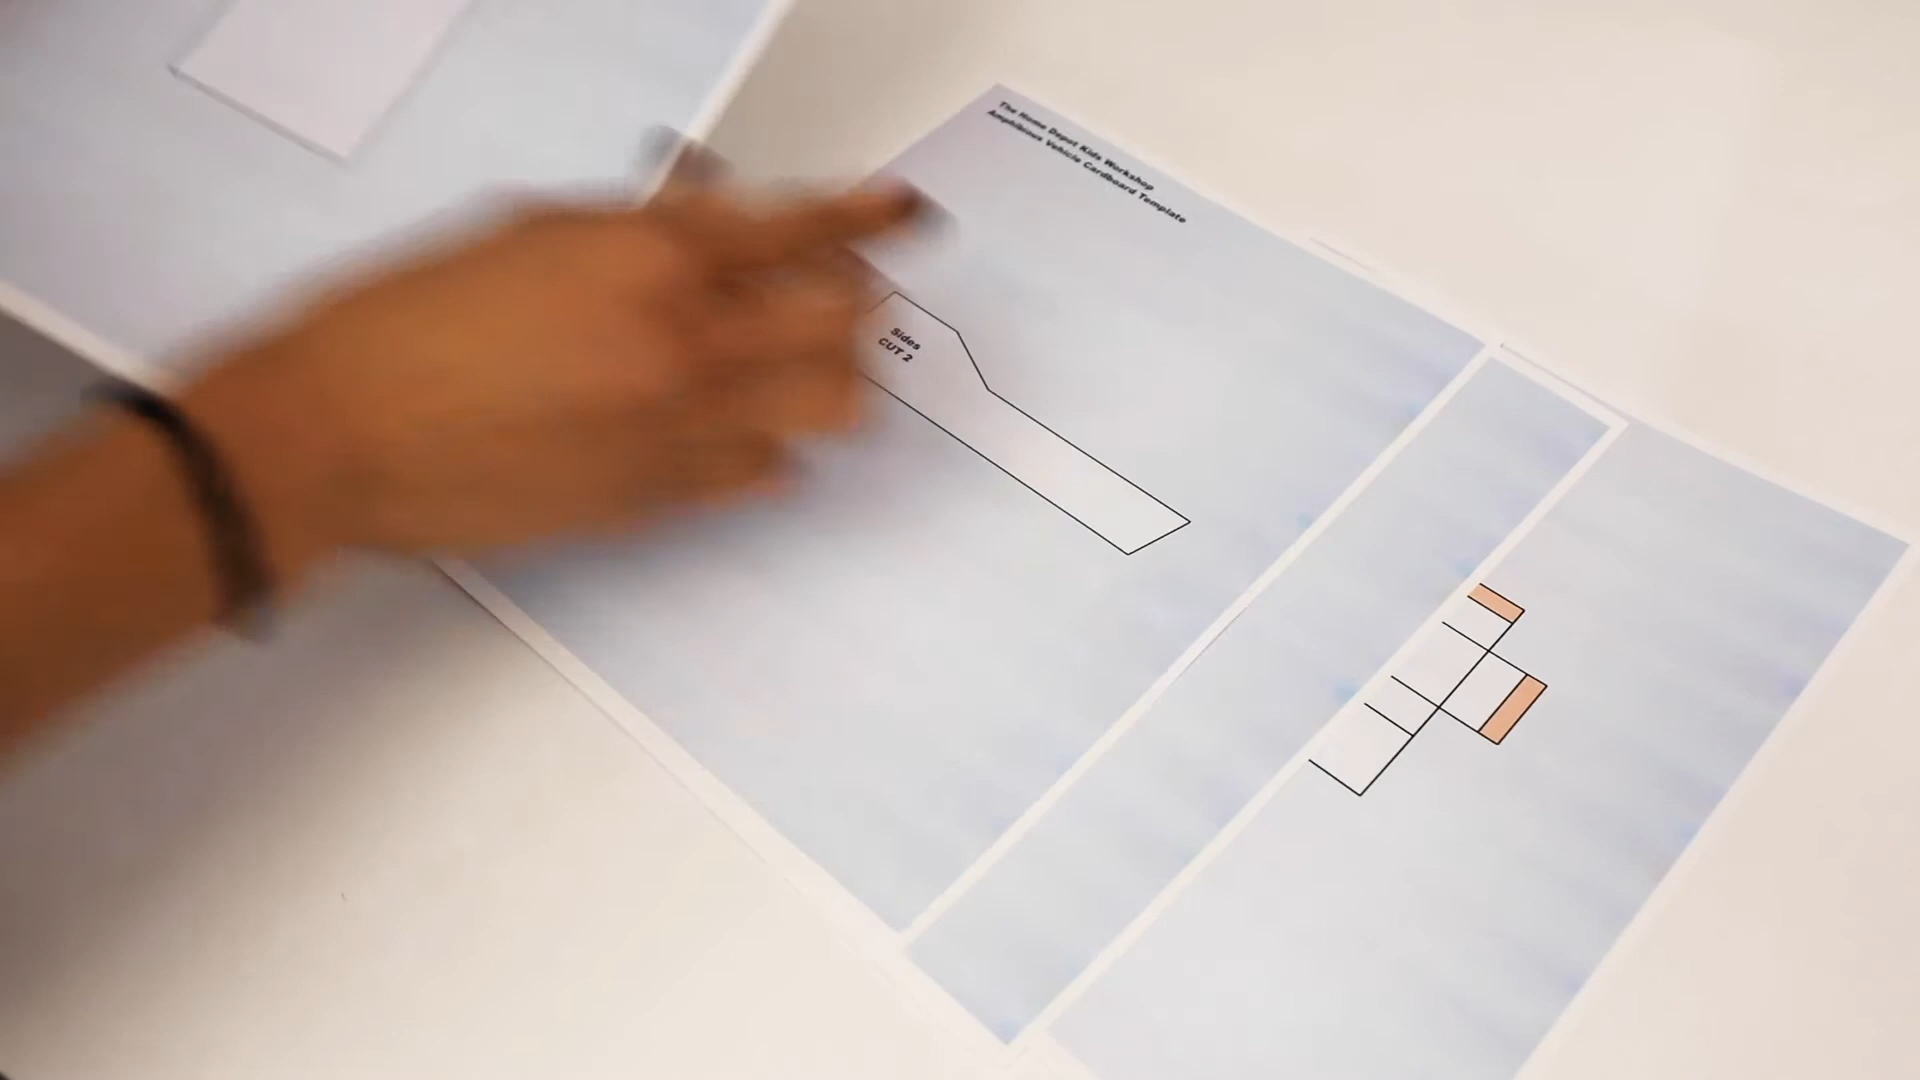 The Home Depot Kids Workshop
Amphibious Vehicle Cardboard Template
Sides
CUT 2